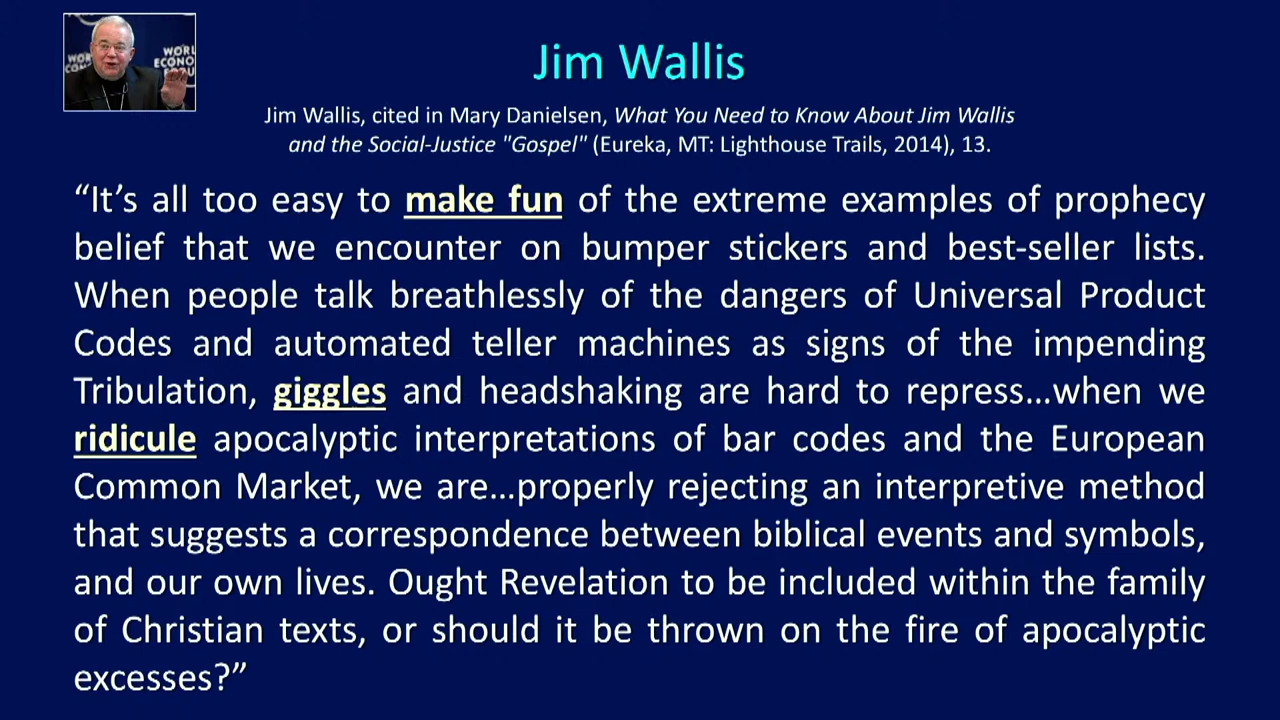 WORLD
ECONOMIC
FORUM
Jim Wallis
Jim Wallis, cited in Mary Danielsen, What You Need to Know About Jim Wallis
and the Social-Justice "Gospel" (Eureka, MT: Lighthouse Trails, 2014), 13.
“It’s all too easy to make fun of the extreme examples of prophecy
belief that we encounter on bumper stickers and best-seller lists.
When people talk breathlessly of the dangers of Universal Product
Codes and automated teller machines as signs of the impending
Tribulation, giggles and headshaking are hard to repress…when we
ridicule apocalyptic interpretations of bar codes and the European
Common Market, we are…properly rejecting an interpretive method
that suggests a correspondence between biblical events and symbols,
and our own lives. Ought Revelation to be included within the family
of Christian texts, or should it be thrown on the fire of apocalyptic
excesses?”